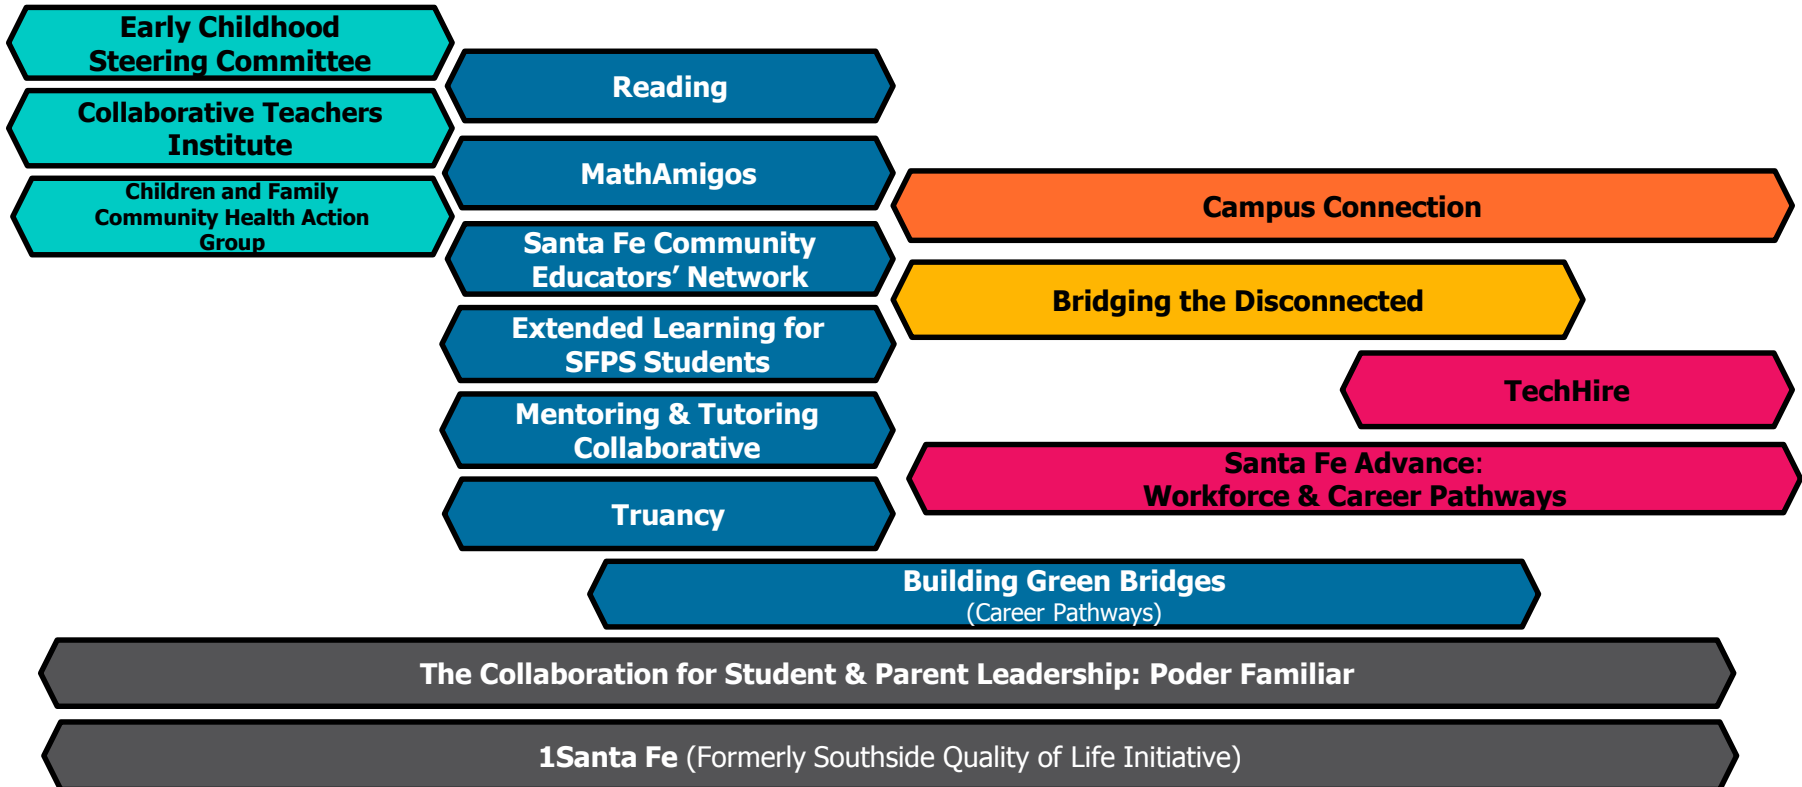 Early Childhood
Steering Committee
Collaborative Teachers
Institute
Children and Family
Community Health Action
Group
Reading
MathAmigos
Santa Fe Community
Educators’ Network
Extended Learning for
SFPS Students
Mentoring & Tutoring
Collaborative
Truancy
Campus Connection
Bridging the Disconnected
TechHire
Santa Fe Advance:
Workforce & Career Pathways
Building Green Bridges
(Career Pathways)
The Collaboration for Student & Parent Leadership: Poder Familiar
1Santa Fe (Formerly Southside Quality of Life Initiative)